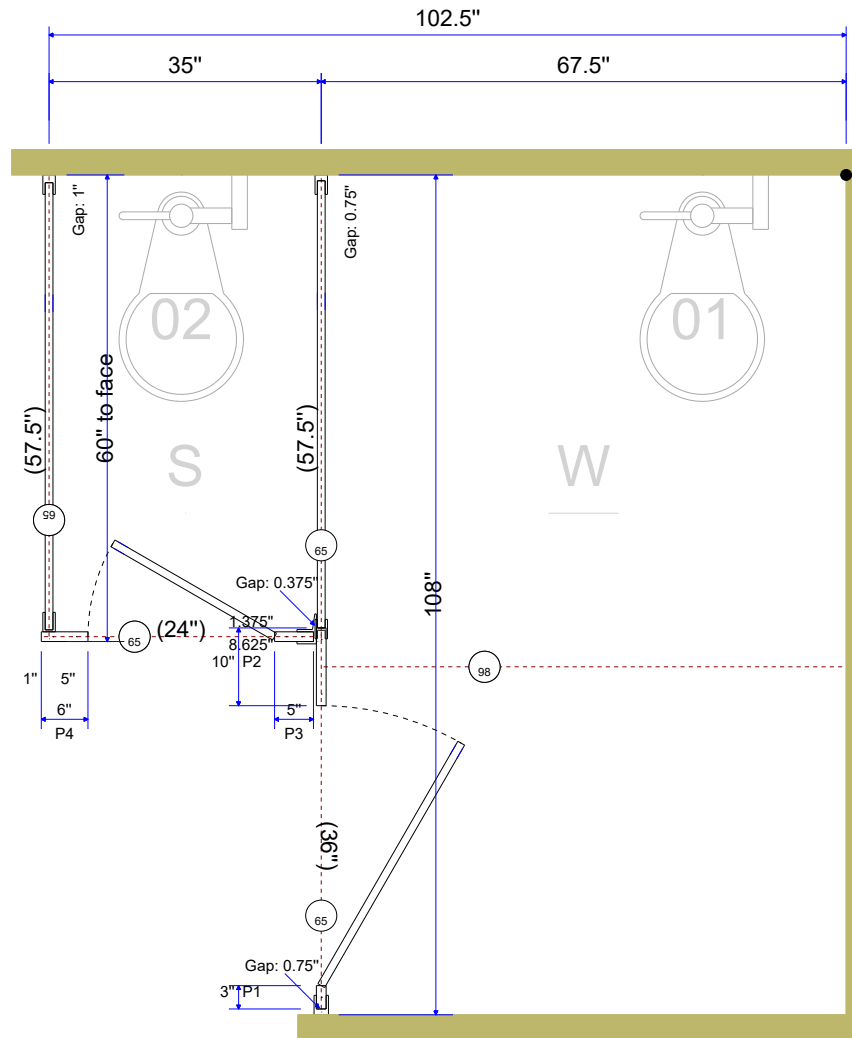 102.5"
35"
67.5"
Gap: 1"
Gap: 0.75"
02
01
60" to face
(57.5")
(57.5")
S
W
65
65
Gap: 0.375"
108"
1.375"
65
(24")
8.625"
10" P2
98
1"
5"
6"
P4
5"
P3
(36")
65
Gap: 0.75"
3" P1